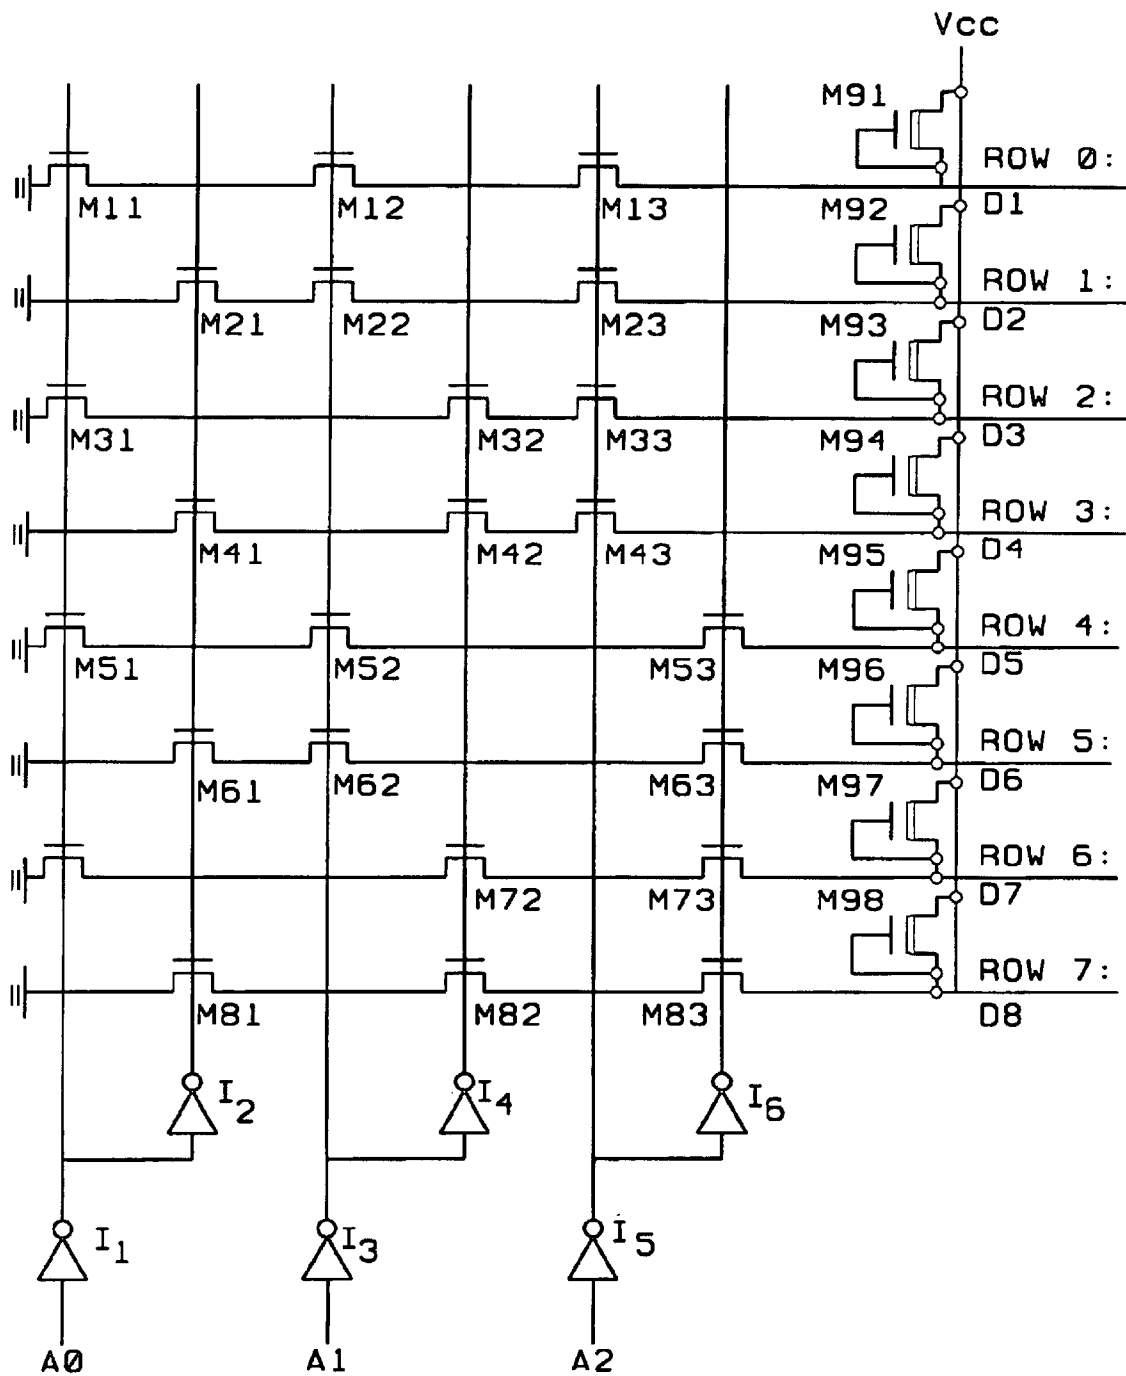 Vcc
M91
ROW 0:
M11 M12 M13 M92 D1
ROW 1:
M21 M22 M23 M93 D2
ROW 2:
M31 M32 M33 M94 D3
ROW 3:
M41 M42 M43 M95 D4
ROW 4:
M51 M52 M53 M96 D5
ROW 5:
M61 M62 M63 M97 D6
ROW 6:
M72 M73 M98 D7
ROW 7:
M81 M82 M83 D8
I2 I4 I6
I1 I3 I5
A0 A1 A2